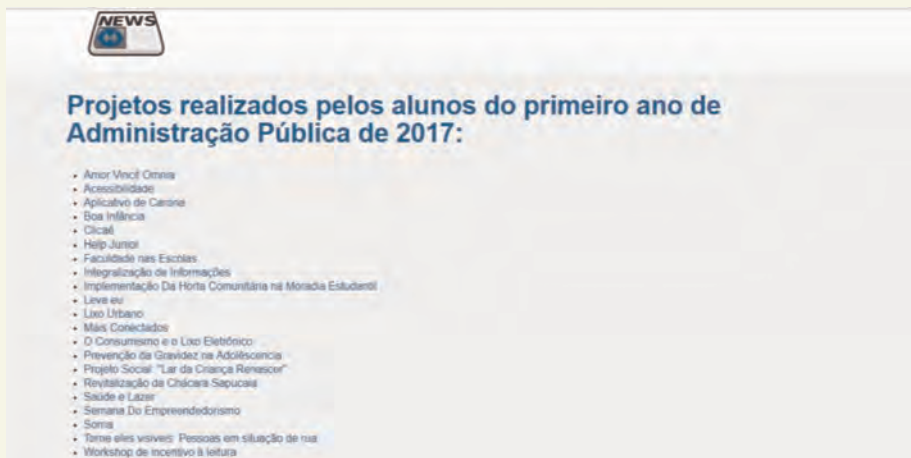 NEWS
Projetos realizados pelos alunos do primeiro ano de
Administração Pública de 2017:
Amor Vincit Omnia
Acessibilidade
Aplicativo de Carona
Boa Infância
Clicaê
Help Junior
Faculdade nas Escolas
Integralização de Informações
Implementação Da Horta Comunitária na Moradia Estudantil
Leva eu
Lixo Urbano
Mais Conectados
O Consumismo e o Lixo Eletrônico
Prevenção da Gravidez na Adolescencia
Projeto Social: "Lar da Criança Renascer"
Revitalização da Chácara Sapucaia
Saúde e Lazer
Semana Do Empreendedorismo
Soma
Torne eles visíveis: Pessoas em situação de rua
Workshop de incentivo à leitura